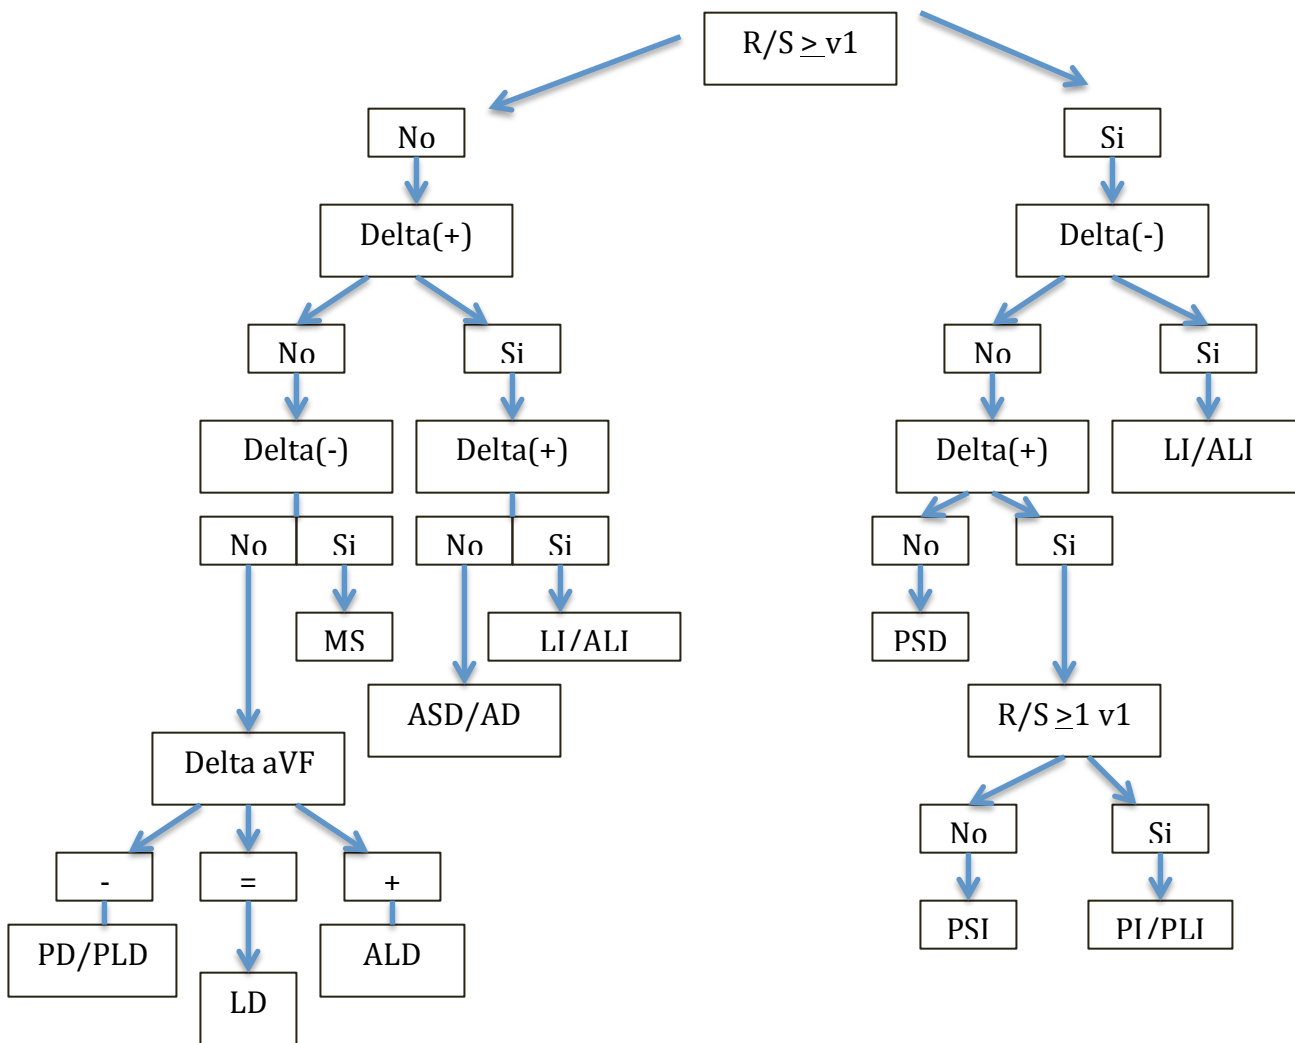 R/S ≥ v1
No
Si
Delta(+)
Delta(-)
No
Si
No
Si
Delta(-)
Delta(+)
Delta(+)
LI/ALI
No
Si
No
Si
No
Si
MS
LI/ALI
PSD
ASD/AD
R/S ≥1 v1
Delta aVF
No
Si
-
=
+
PSI
PI/PLI
PD/PLD
ALD
LD